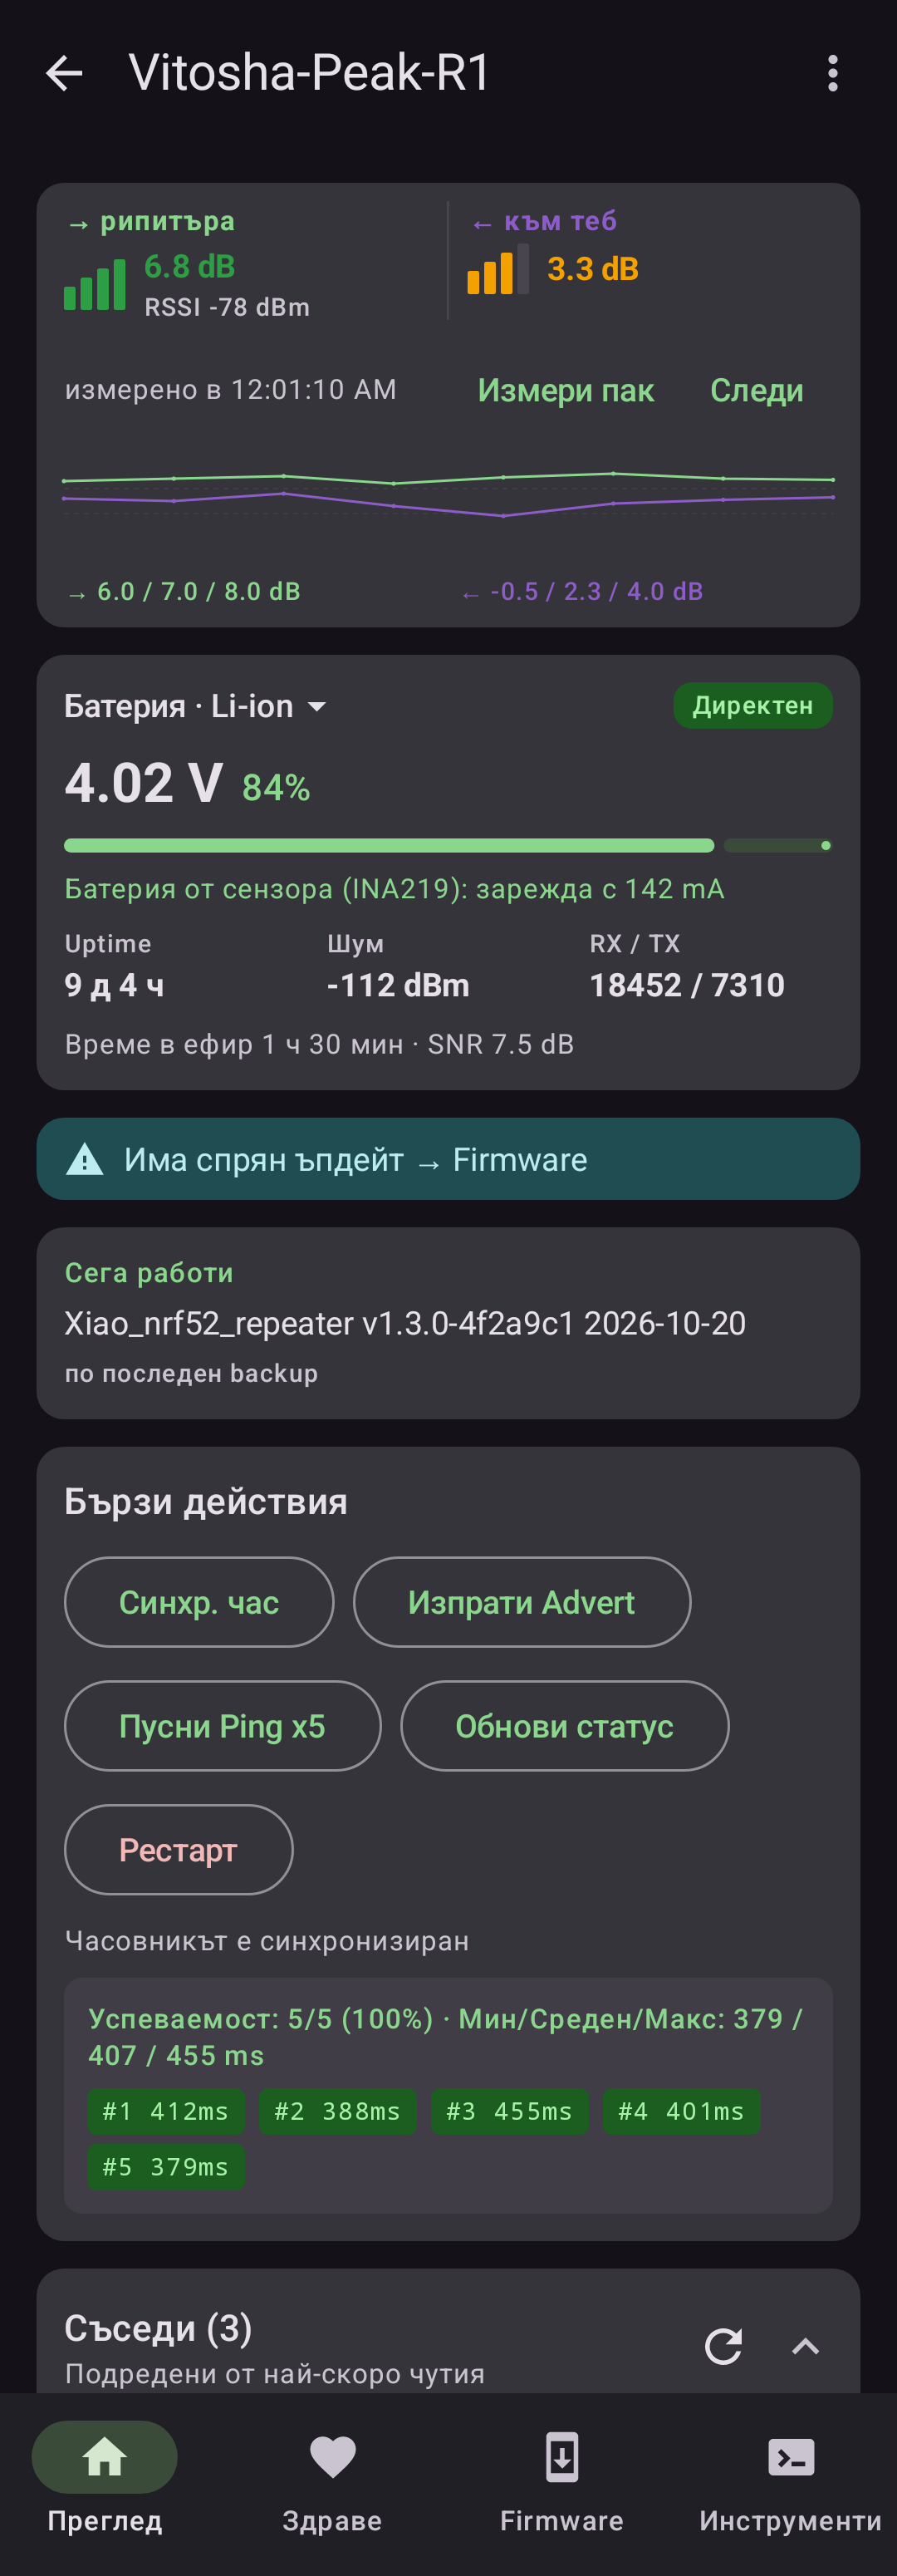 Vitosha-Peak-R1
→ рипитъра
6.8 dB
RSSI -78 dBm
← към теб
3.3 dB
измерено в 12:01:10 AM
Измери пак
Следи
→ 6.0 / 7.0 / 8.0 dB
← -0.5 / 2.3 / 4.0 dB
Батерия · Li-ion
Директен
4.02 V 84%
Батерия от сензора (INA219): зарежда с 142 mA
Uptime
9 д 4 ч
Шум
-112 dBm
RX / TX
18452 / 7310
Време в ефир 1 ч 30 мин · SNR 7.5 dB
Има спрян ъпдейт → Firmware
Сега работи
Xiao_nrf52_repeater v1.3.0-4f2a9c1 2026-10-20
по последен backup
Бързи действия
Синхр. час
Изпрати Advert
Пусни Ping x5
Обнови статус
Рестарт
Часовникът е синхронизиран
Успеваемост: 5/5 (100%) · Мин/Среден/Макс: 379 /
407 / 455 ms
#1 412ms
#2 388ms
#3 455ms
#4 401ms
#5 379ms
Съседи (3)
Подредени от най-скоро чутия
Преглед
Здраве
Firmware
Инструменти